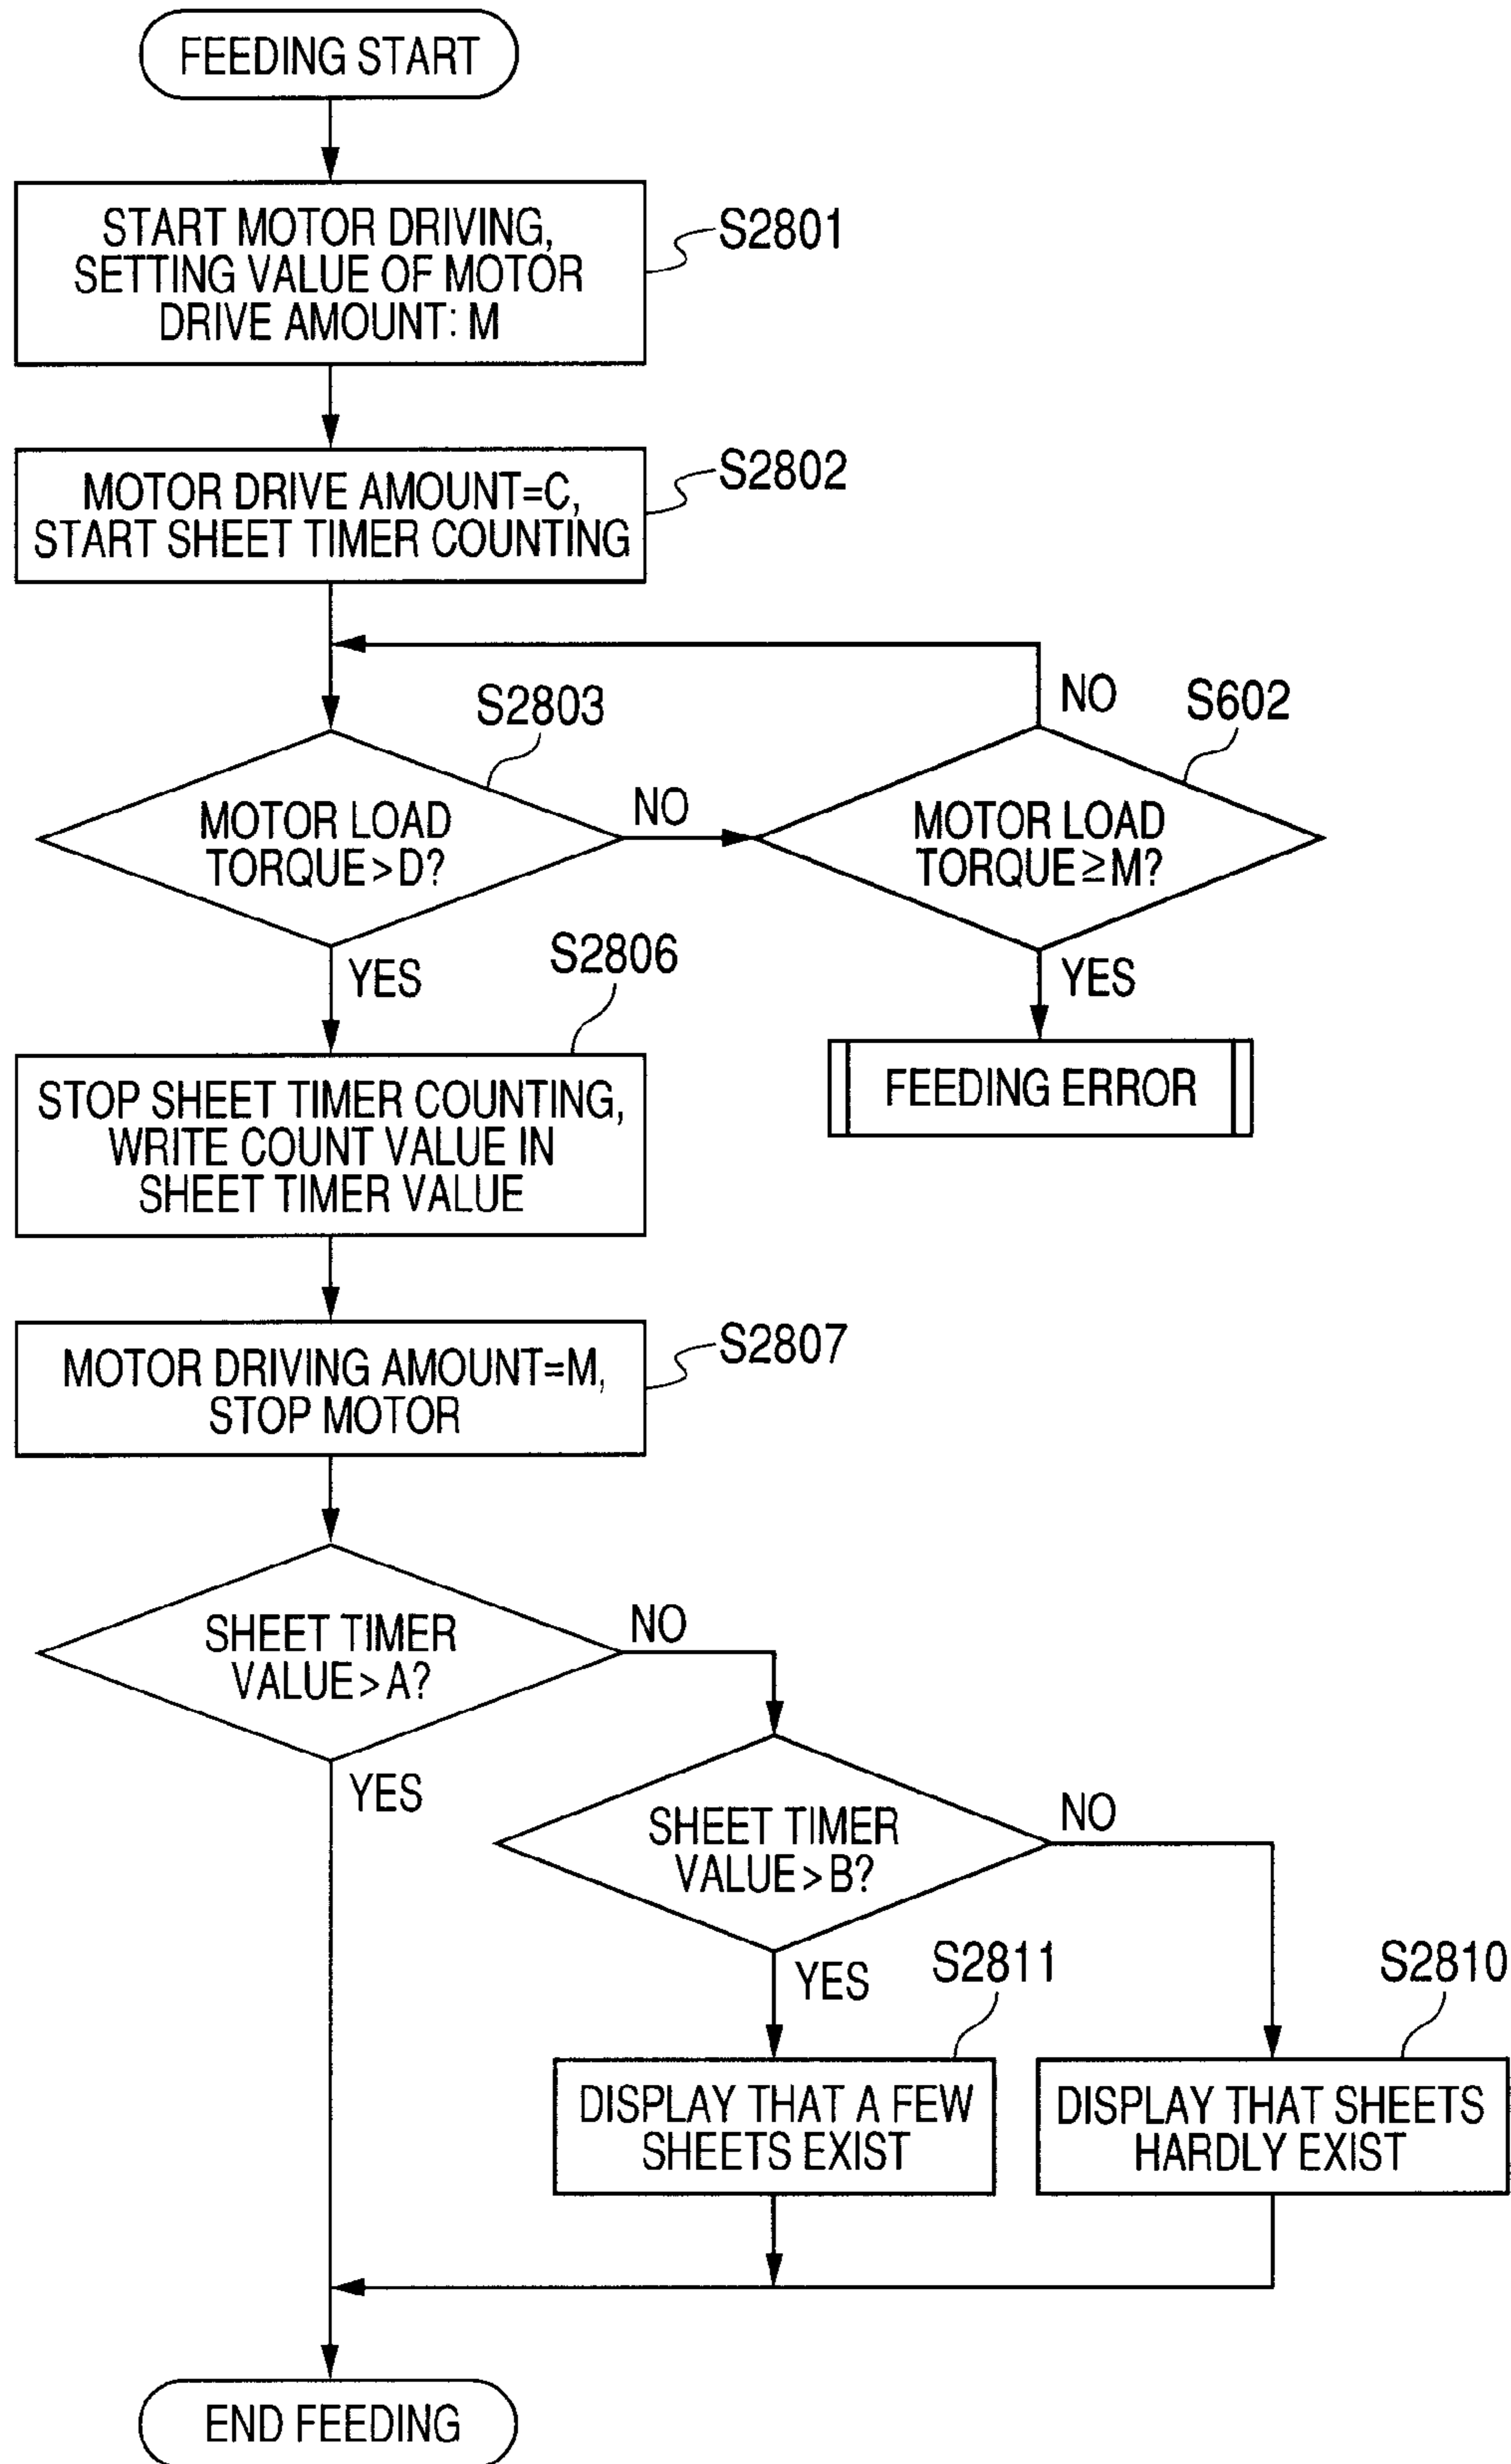 FEEDING START
START MOTOR DRIVING,
SETTING VALUE OF MOTOR
DRIVE AMOUNT: M
S2801
MOTOR DRIVE AMOUNT=C,
START SHEET TIMER COUNTING
S2802
S2803
MOTOR LOAD
TORQUE>D?
NO
YES
S602
MOTOR LOAD
TORQUE≥M?
NO
YES
FEEDING ERROR
S2806
STOP SHEET TIMER COUNTING,
WRITE COUNT VALUE IN
SHEET TIMER VALUE
MOTOR DRIVING AMOUNT=M,
STOP MOTOR
S2807
SHEET TIMER
VALUE>A?
NO
YES
SHEET TIMER
VALUE>B?
NO
YES
S2811
DISPLAY THAT A FEW
SHEETS EXIST
S2810
DISPLAY THAT SHEETS
HARDLY EXIST
END FEEDING